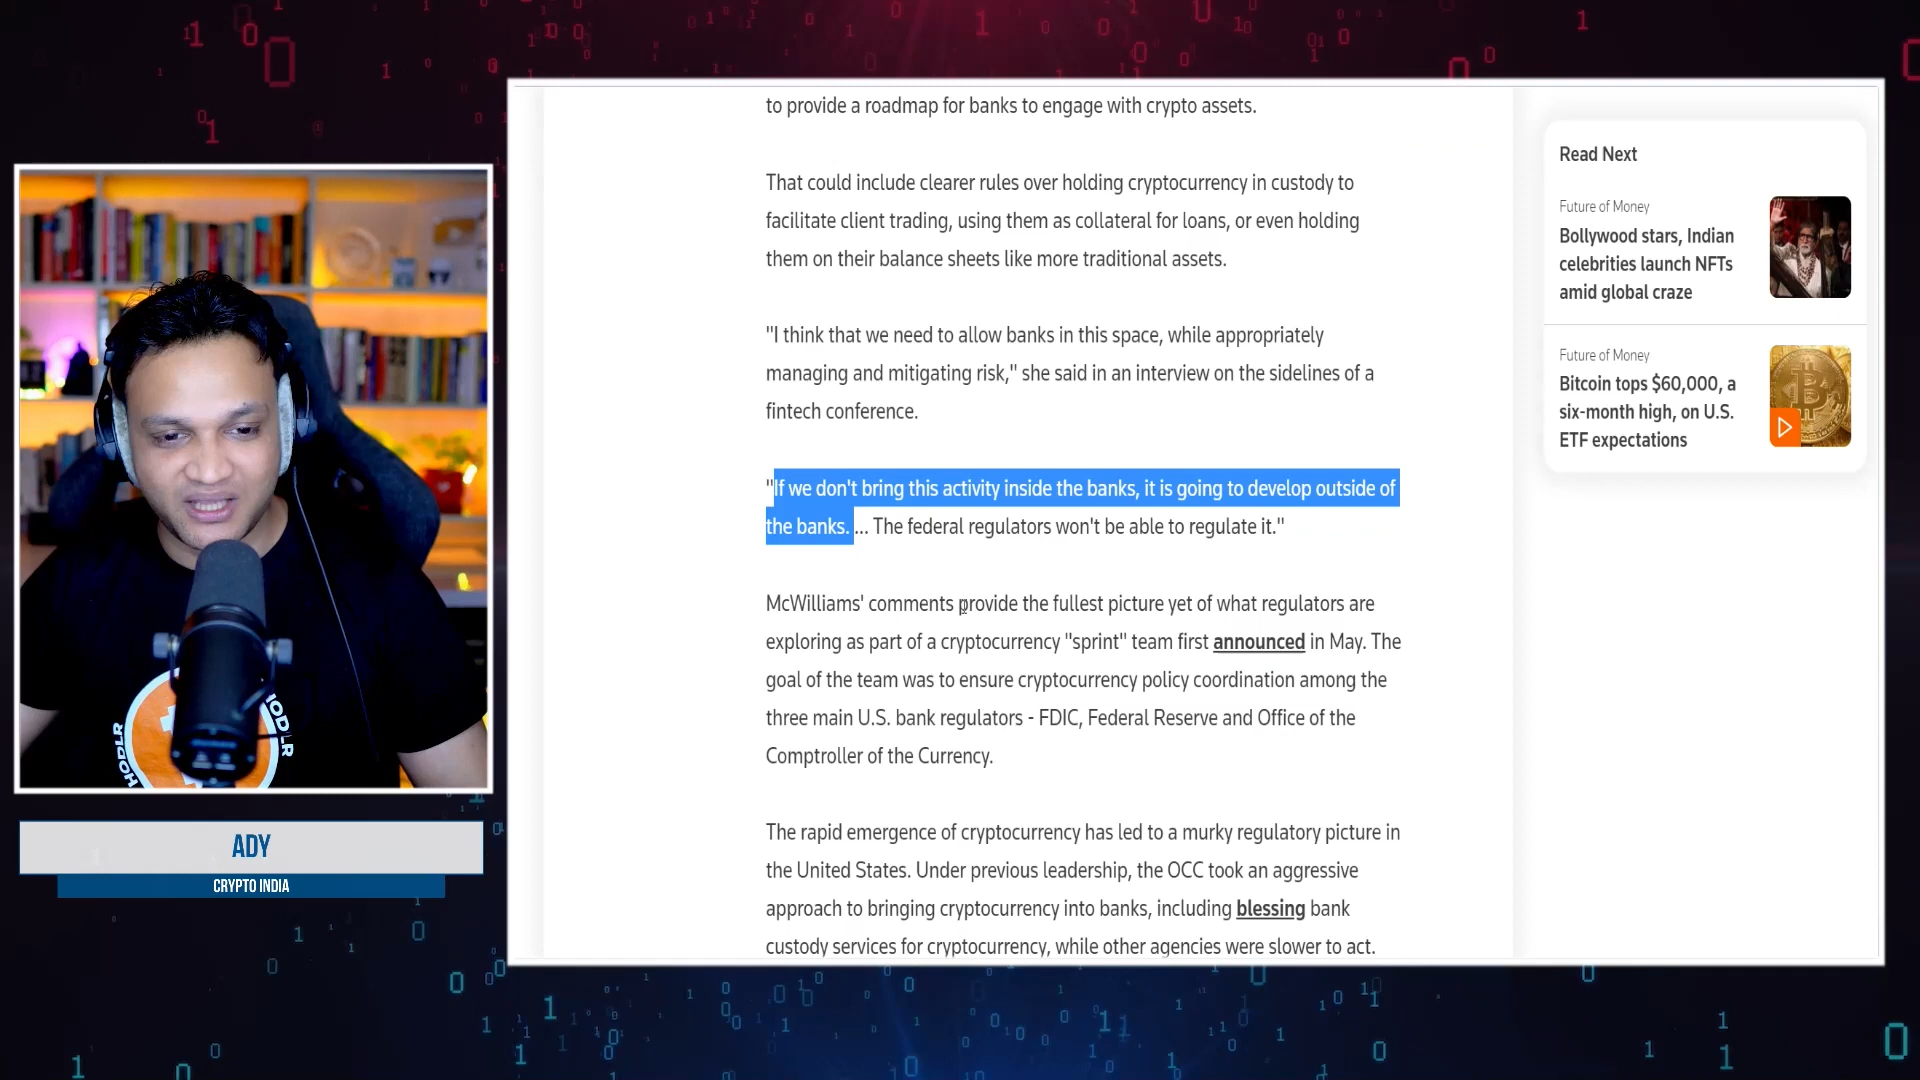 to provide a roadmap for banks to engage with crypto assets.
That could include clearer rules over holding cryptocurrency in custody to
facilitate client trading, using them as collateral for loans, or even holding
them on their balance sheets like more traditional assets.
"I think that we need to allow banks in this space, while appropriately
managing and mitigating risk," she said in an interview on the sidelines of a
fintech conference.
"If we don't bring this activity inside the banks, it is going to develop outside of
the banks. ... The federal regulators won't be able to regulate it."
McWilliams' comments provide the fullest picture yet of what regulators are
exploring as part of a cryptocurrency "sprint" team first announced in May. The
goal of the team was to ensure cryptocurrency policy coordination among the
three main U.S. bank regulators - FDIC, Federal Reserve and Office of the
Comptroller of the Currency.
The rapid emergence of cryptocurrency has led to a murky regulatory picture in
the United States. Under previous leadership, the OCC took an aggressive
approach to bringing cryptocurrency into banks, including blessing bank
custody services for cryptocurrency, while other agencies were slower to act.
Read Next
Future of Money
Bollywood stars, Indian
celebrities launch NFTs
amid global craze
Future of Money
Bitcoin tops $60,000, a
six-month high, on U.S.
ETF expectations
HODLR
HODLR
ADY
CRYPTO INDIA